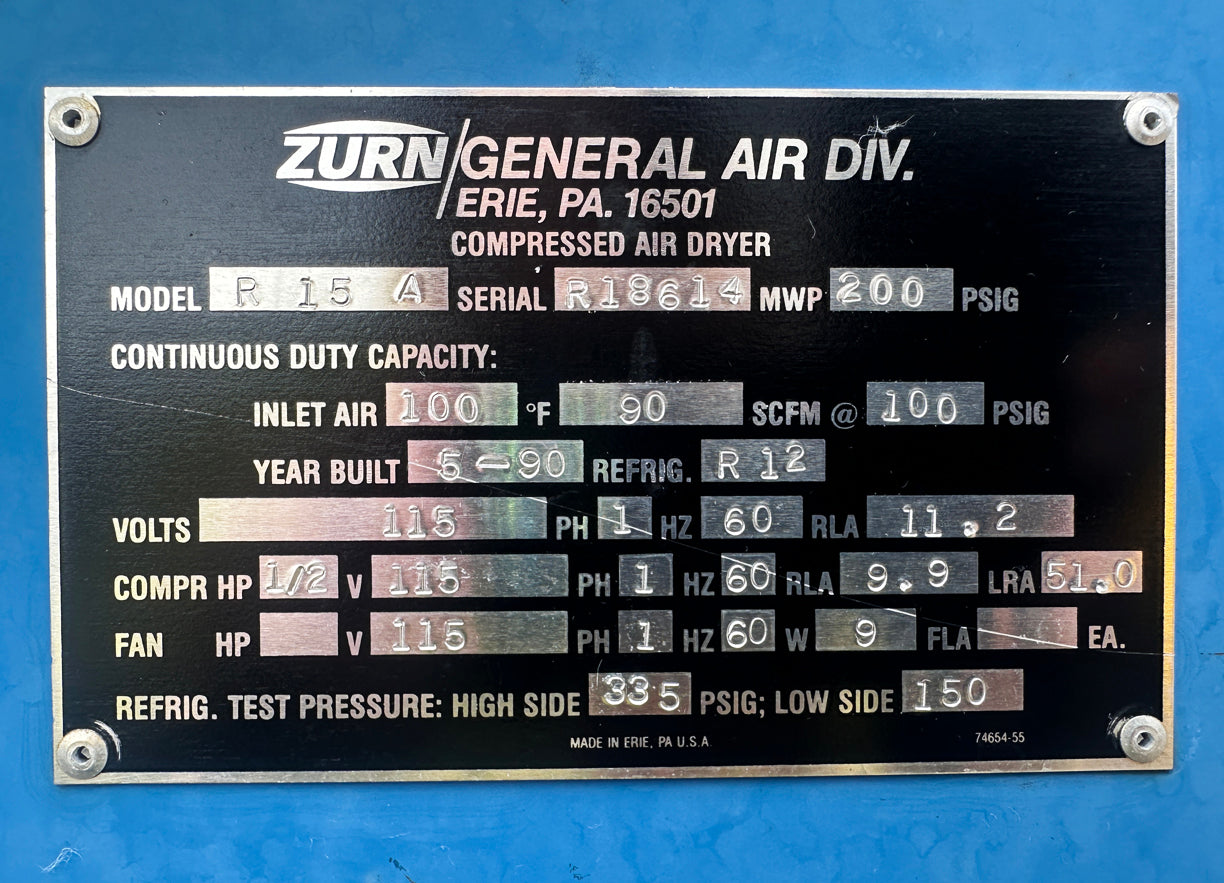 ZURN/GENERAL AIR DIV.
ERIE, PA. 16501
COMPRESSED AIR DRYER
MODEL R 15 A SERIAL R18614 MWP 200 PSIG
CONTINUOUS DUTY CAPACITY:
INLET AIR 100 °F 90 SCFM @ 100 PSIG
YEAR BUILT 5-90 REFRIG. R 12
VOLTS 115 PH 1 HZ 60 RLA 11.2
COMPR HP 1/2 V 115 PH 1 HZ 60 RLA 9.9 LRA 51.0
FAN HP V 115 PH 1 HZ 60 W 9 FLA EA.
REFRIG. TEST PRESSURE: HIGH SIDE 335 PSIG; LOW SIDE 150
MADE IN ERIE, PA U.S.A.
74654-55